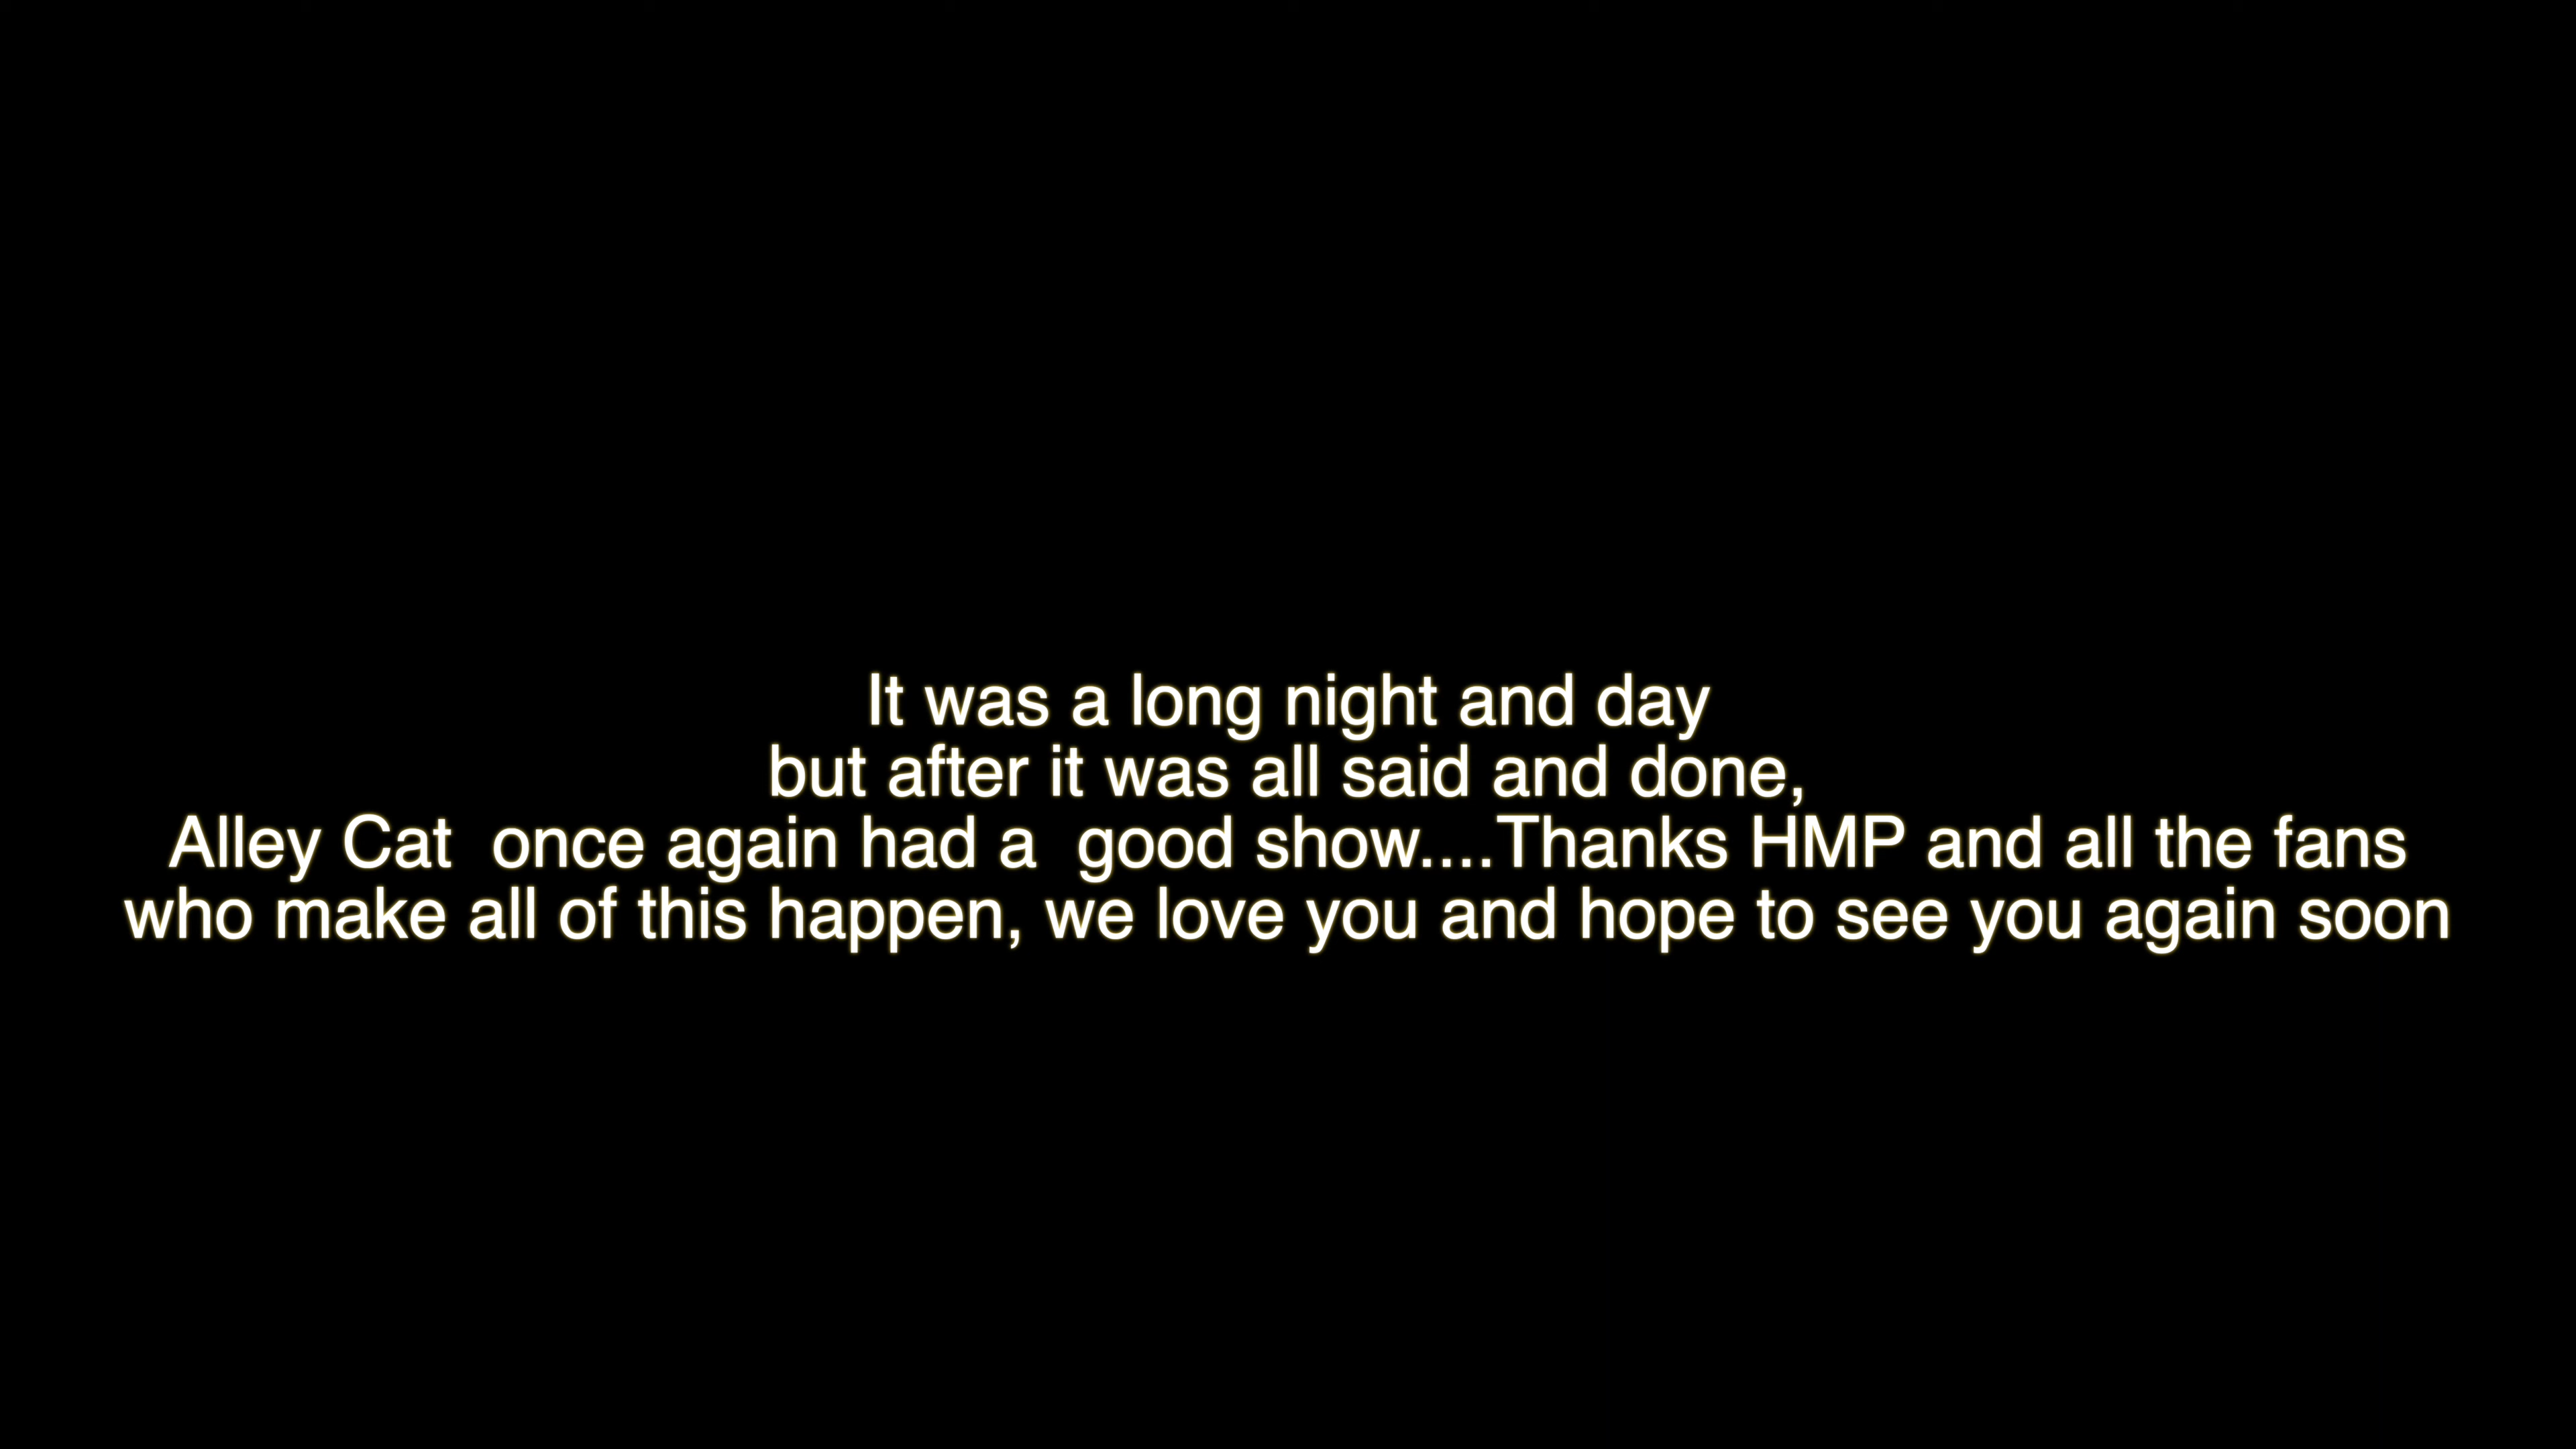 It was a long night and day
but after it was all said and done,
Alley Cat  once again had a  good show....Thanks HMP and all the fans
who make all of this happen, we love you and hope to see you again soon